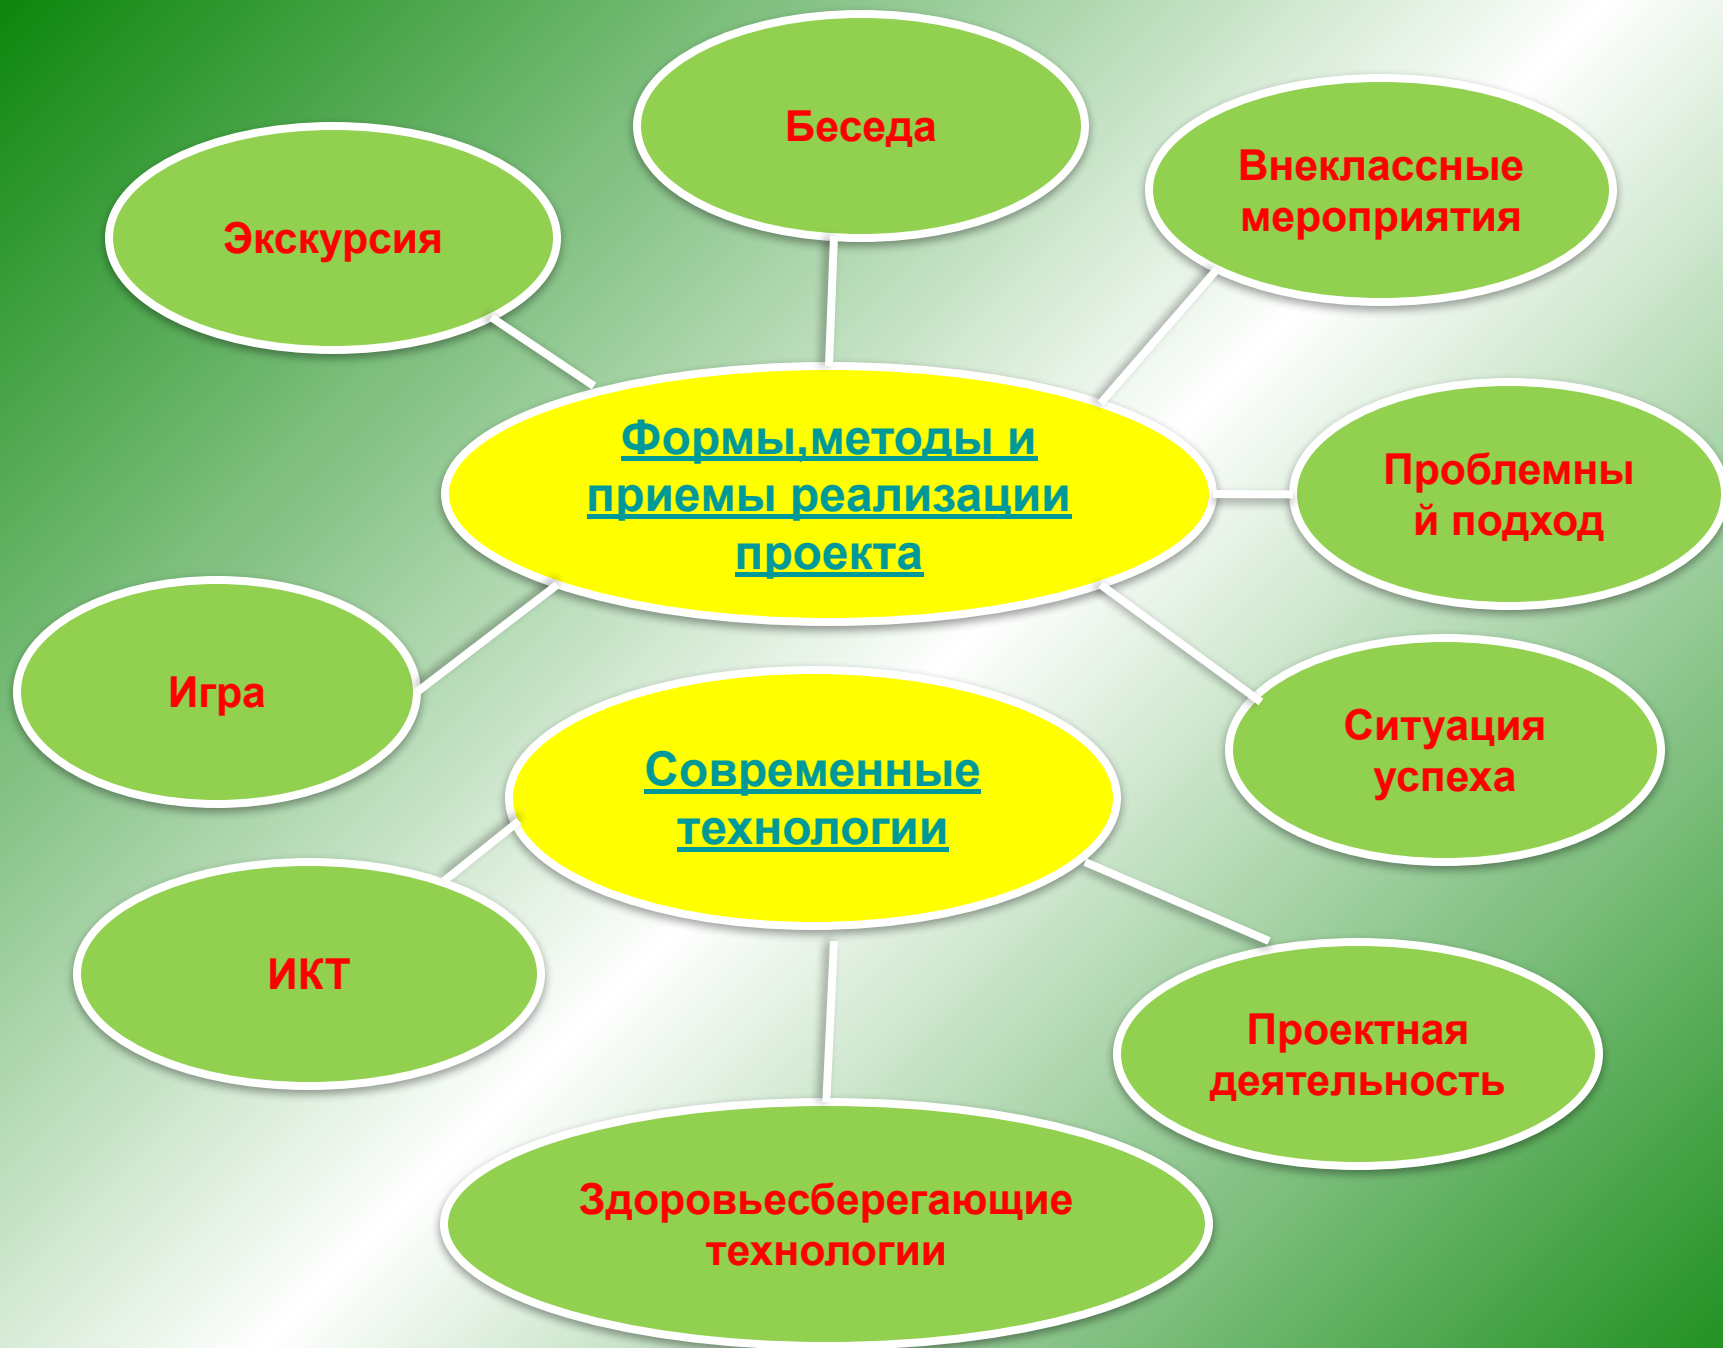 Беседа
Внеклассные
мероприятия
Экскурсия
Формы,методы и
приемы реализации
проекта
Проблемны
й подход
Игра
Ситуация
успеха
Современные
технологии
ИКТ
Проектная
деятельность
Здоровьесберегающие
технологии